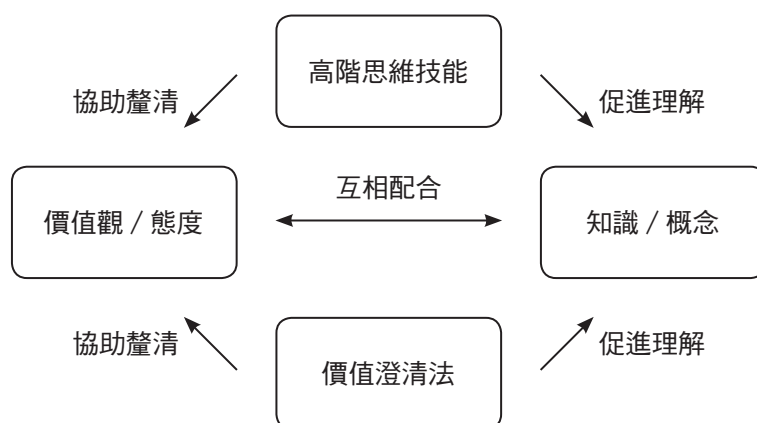 高階思維技能
協助釐清
促進理解
互相配合
價值觀 / 態度
知識 / 概念
協助釐清
促進理解
價值澄清法